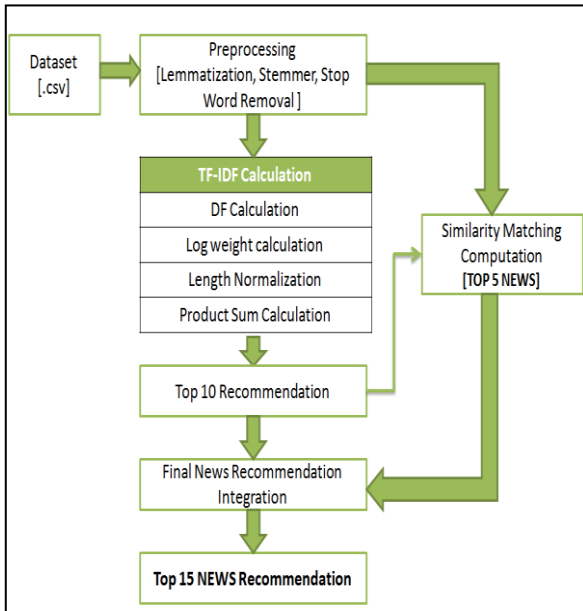 Dataset
[.csv]
Preprocessing
[Lemmatization, Stemmer, Stop
Word Removal ]
TF-IDF Calculation
DF Calculation
Log weight calculation
Length Normalization
Product Sum Calculation
Similarity Matching
Computation
[TOP 5 NEWS]
Top 10 Recommendation
Final News Recommendation
Integration
Top 15 NEWS Recommendation